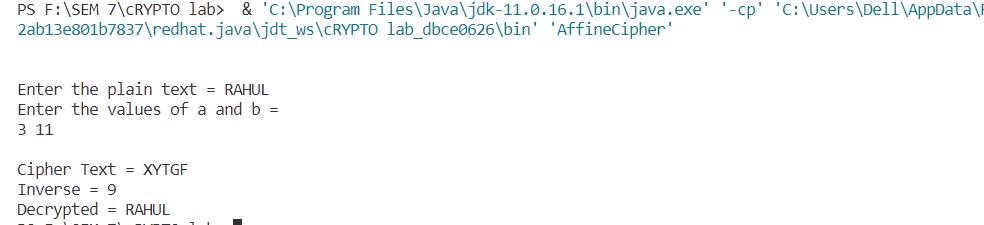 PS F:\SEM 7\cRYPTO lab>  & 'C:\Program Files\Java\jdk-11.0.16.1\bin\java.exe' '-cp' 'C:\Users\Dell\AppData\
2ab13e801b7837\redhat.java\jdt_ws\cRYPTO lab_dbce0626\bin' 'AffineCipher'
Enter the plain text = RAHUL
Enter the values of a and b =
3 11
Cipher Text = XYTGF
Inverse = 9
Decrypted = RAHUL